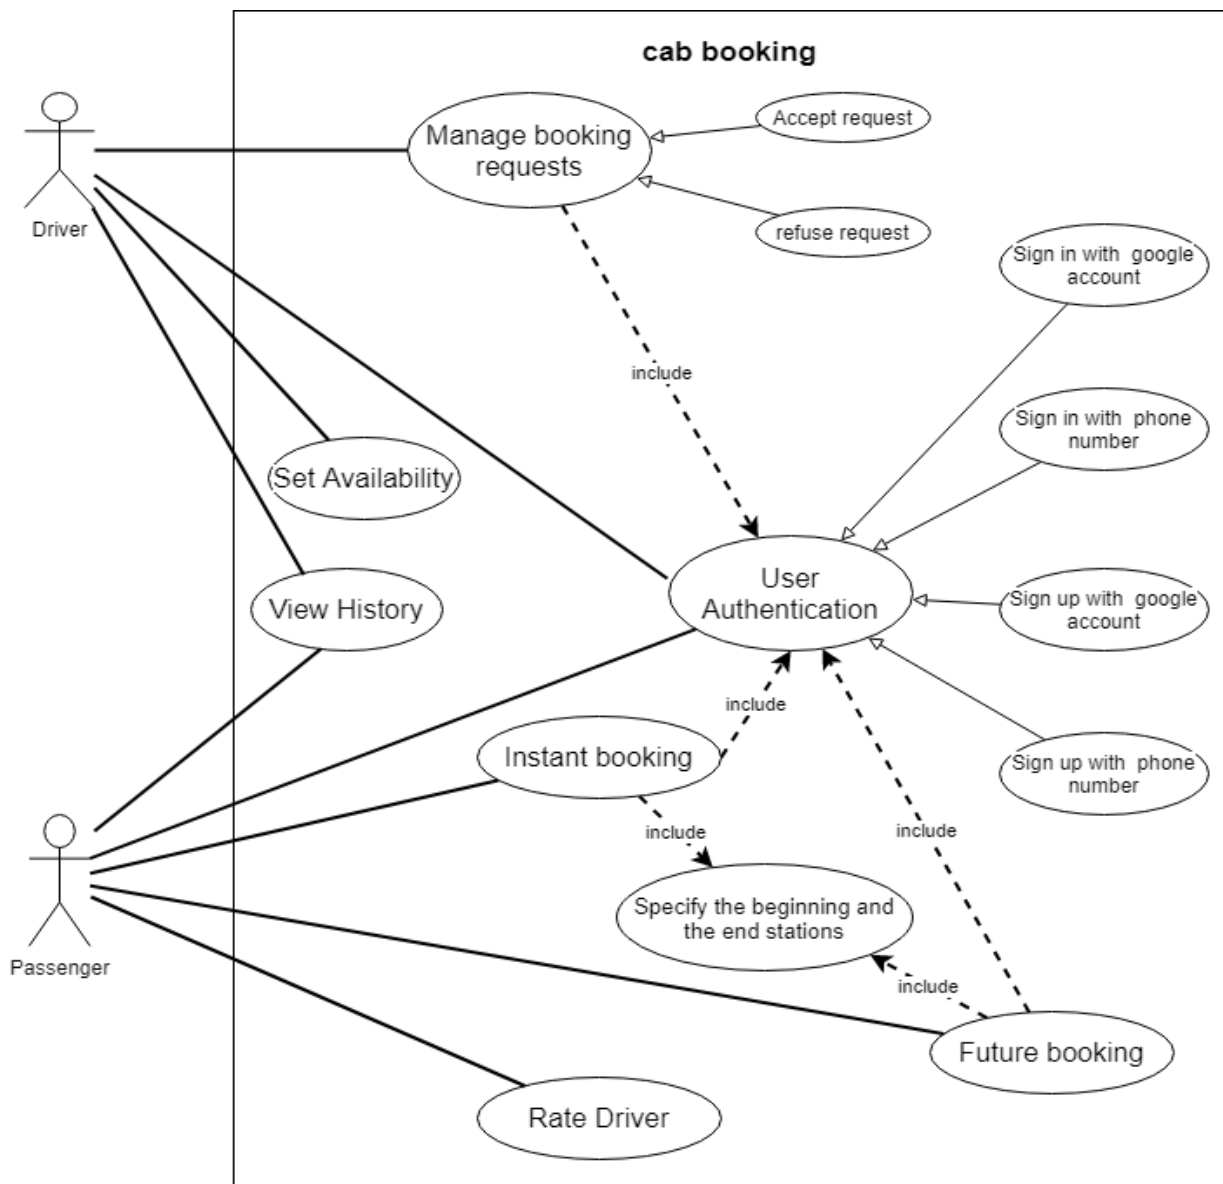 cab booking
Manage booking
requests
Accept request
refuse request
Driver
Sign in with google
account
include
Sign in with phone
number
Set Availability
User
Authentication
View History
Sign up with google
account
include
Instant booking
Sign up with phone
number
include
include
Specify the beginning and
the end stations
Passenger
include
Future booking
Rate Driver